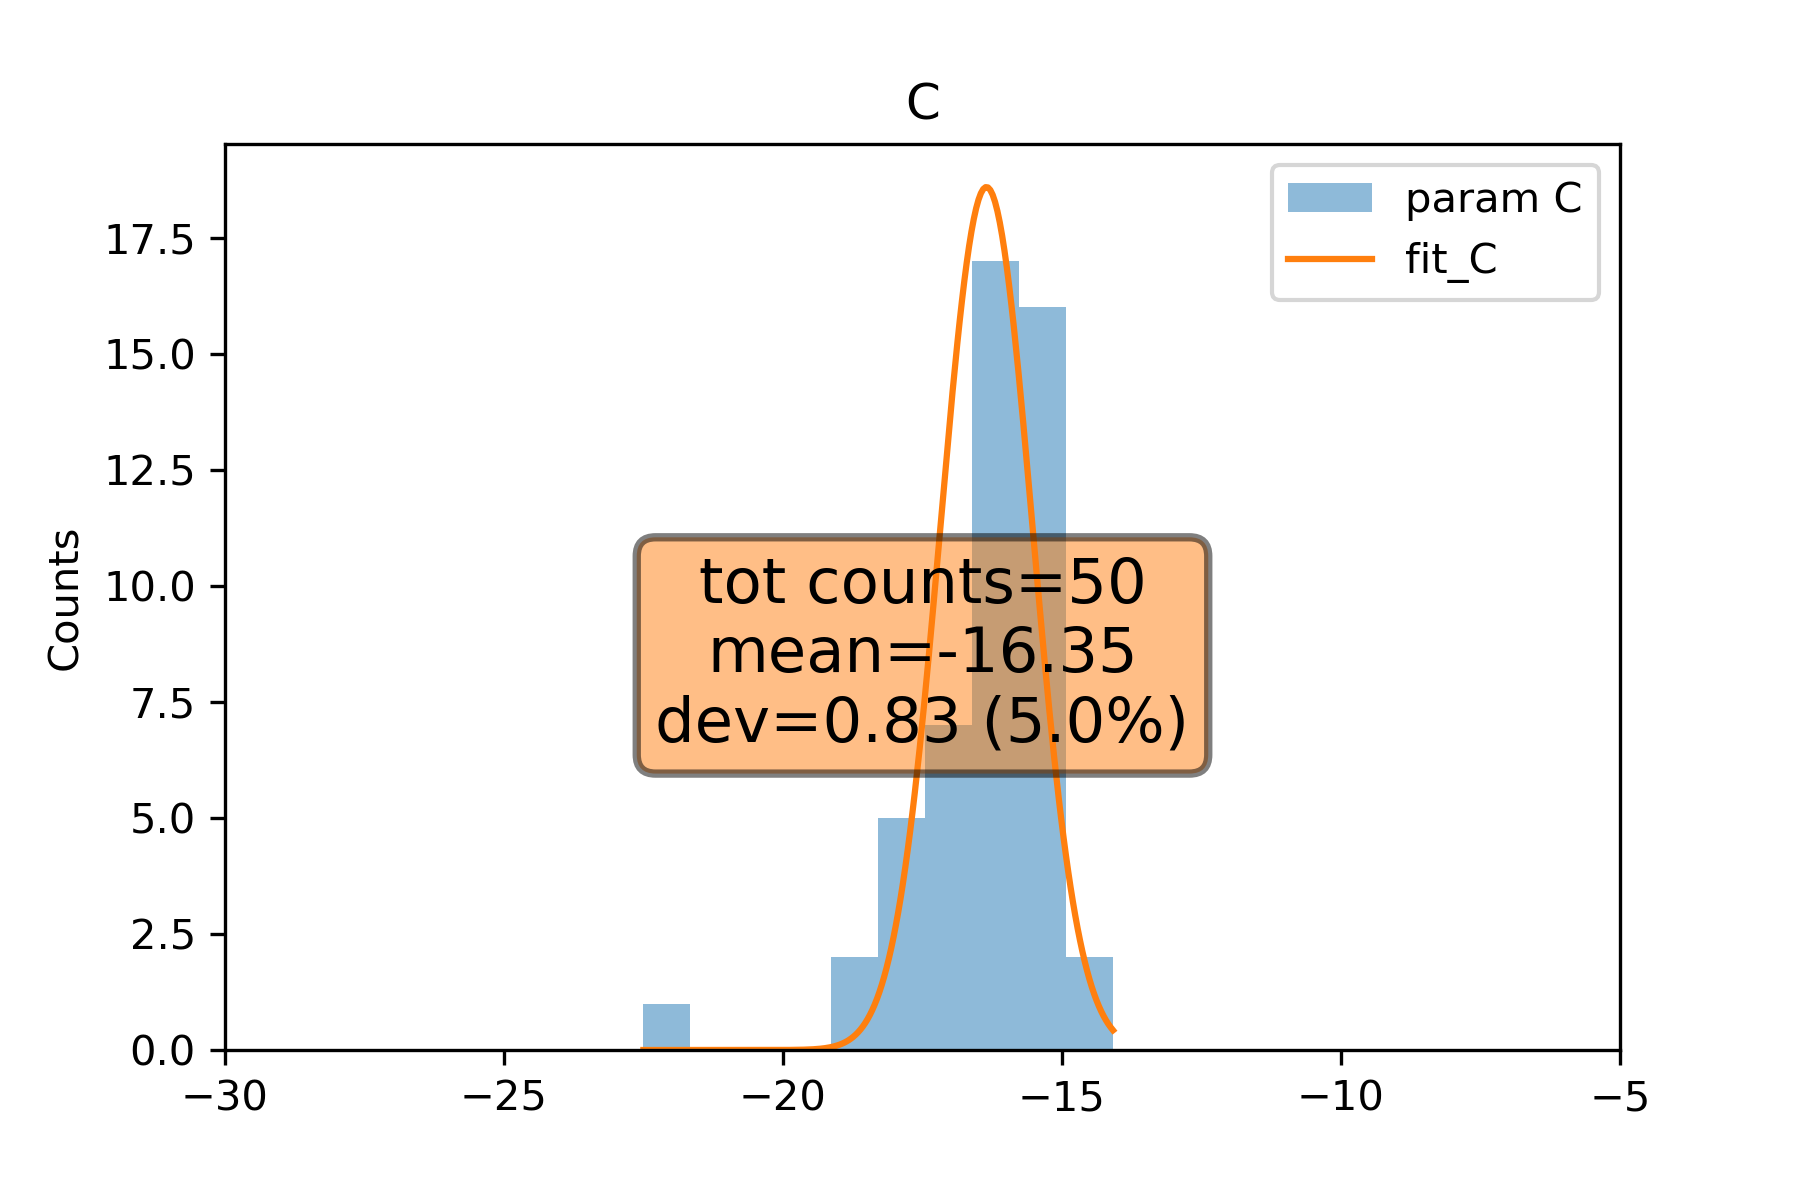 C
param C
fit_C
Counts
17.5
15.0
12.5
10.0
7.5
5.0
2.5
0.0
tot counts=50
mean=-16.35
dev=0.83 (5.0%)
−30 −25 −20 −15 −10 −5